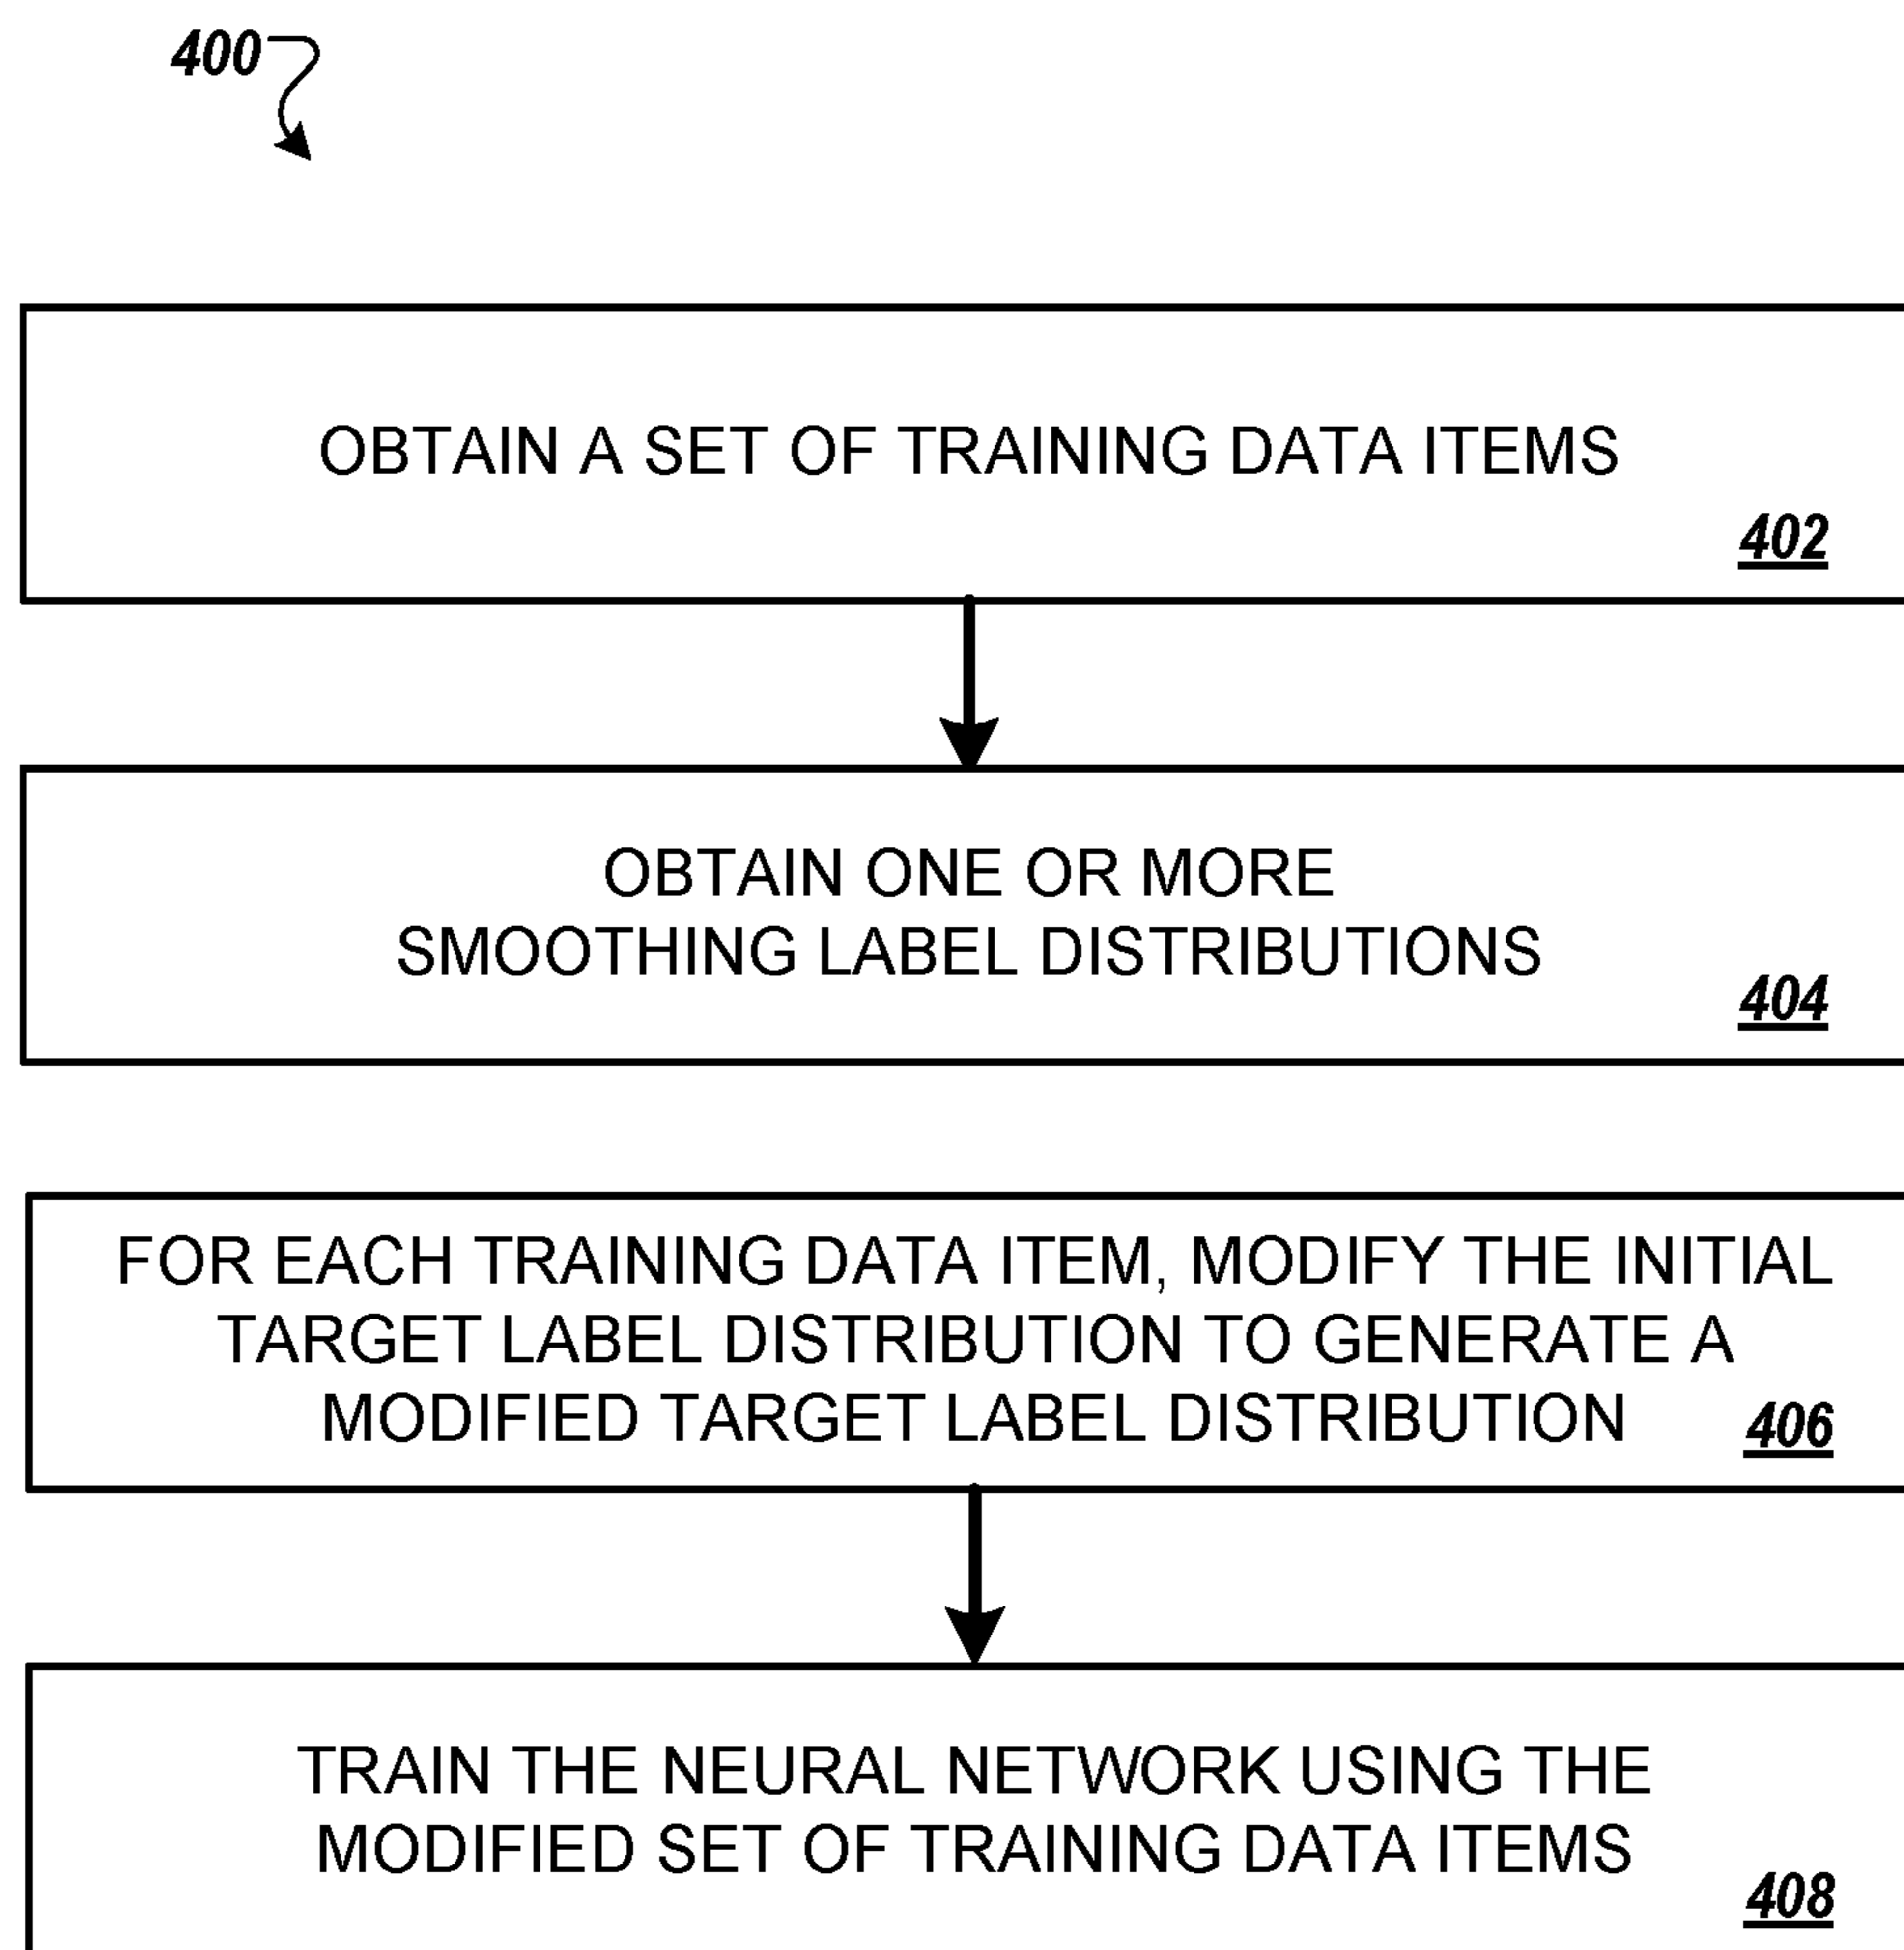 400
OBTAIN A SET OF TRAINING DATA ITEMS
402
OBTAIN ONE OR MORE
SMOOTHING LABEL DISTRIBUTIONS
404
FOR EACH TRAINING DATA ITEM, MODIFY THE INITIAL
TARGET LABEL DISTRIBUTION TO GENERATE A
MODIFIED TARGET LABEL DISTRIBUTION
406
TRAIN THE NEURAL NETWORK USING THE
MODIFIED SET OF TRAINING DATA ITEMS
408